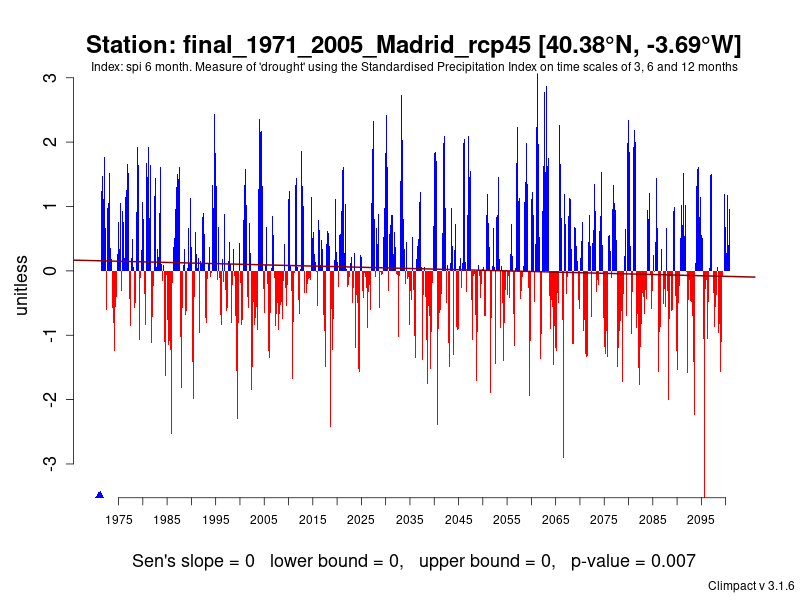 Station: final_1971_2005_Madrid_rcp45 [40.38°N, -3.69°W]
Index: spi 6 month. Measure of 'drought' using the Standardised Precipitation Index on time scales of 3, 6 and 12 months
3
2
1
0
-1
-2
-3
unitless
1975 1985 1995 2005 2015 2025 2035 2045 2055 2065 2075 2085 2095
Sen's slope = 0 lower bound = 0, upper bound = 0, p-value = 0.007
Climpact v 3.1.6